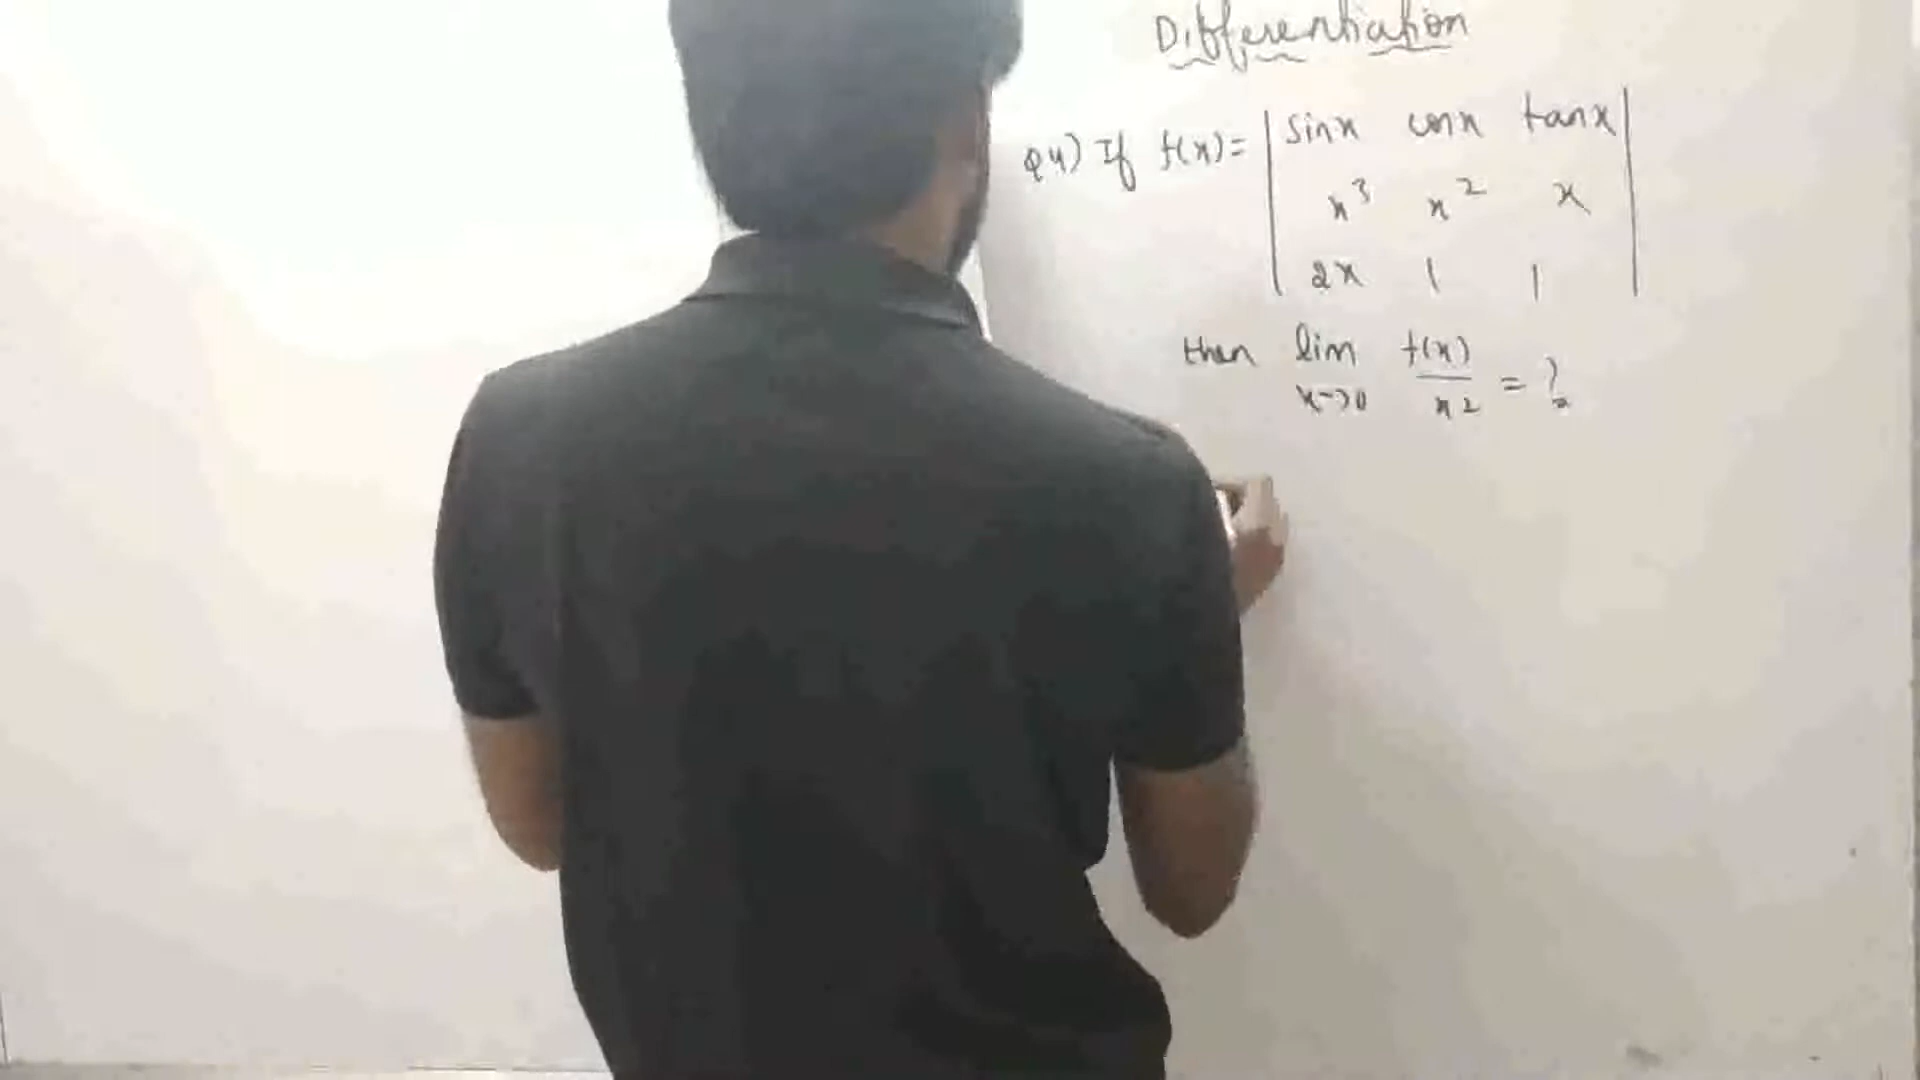 Differentiation
Q4) If f(x) = | sinx cosx tanx |
x³ x² x
2x 1 1
then lim f(x)
x→0 x2 = ?